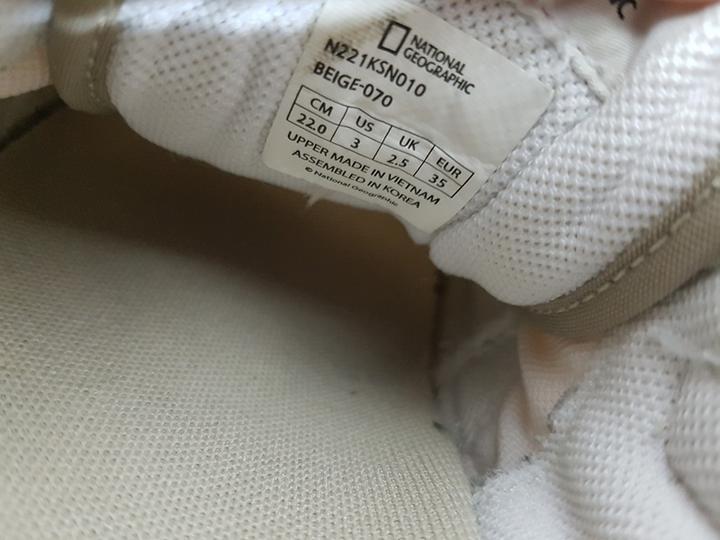 NATIONAL
GEOGRAPHIC
N221KSN010
BEIGE-070
CM US UK EUR
22.0 3 2.5 35
UPPER MADE IN VIETNAM
ASSEMBLED IN KOREA
© National Geographic